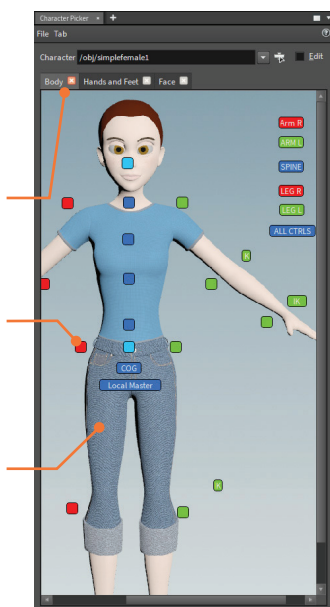 Character Picker × +
File Tab
Character /obj/simplefemale1 Edit
Body Hands and Feet Face
Arm R
ARM L
SPINE
LEG R
LEG L
ALL CTRLS
K
IK
COG
Local Master
K